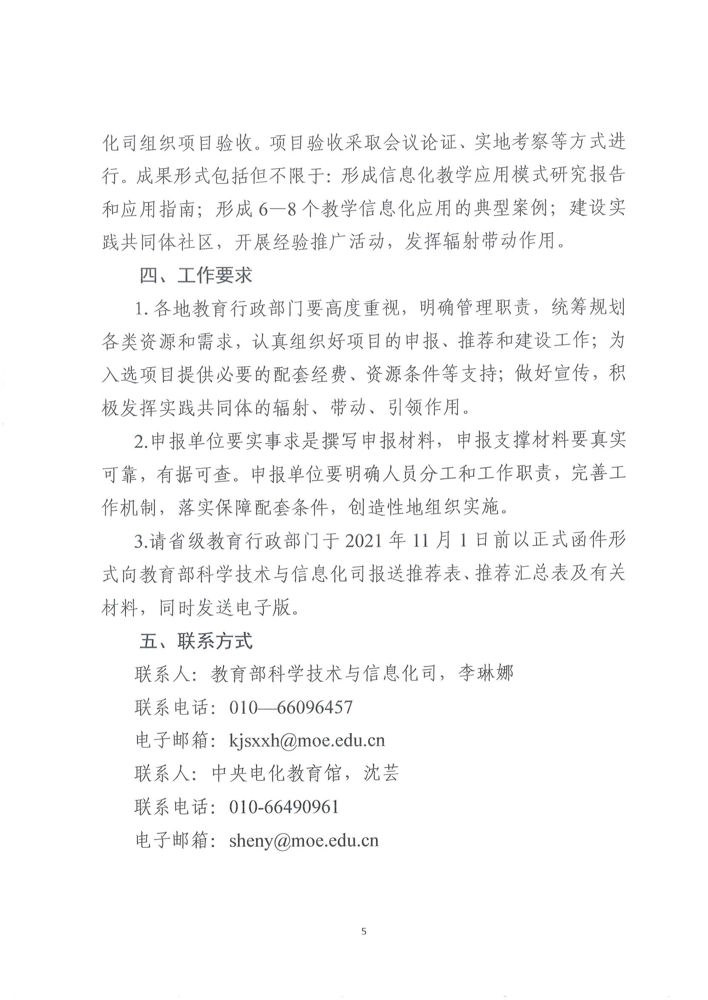 化司组织项目验收。项目验收采取会议论证、实地考察等方式进
行。成果形式包括但不限于：形成信息化教学应用模式研究报告
和应用指南；形成 6—8 个教学信息化应用的典型案例；建设实
践共同体社区，开展经验推广活动，发挥辐射带动作用。
四、工作要求
1. 各地教育行政部门要高度重视，明确管理职责，统筹规划
各类资源和需求，认真组织好项目的申报、推荐和建设工作；为
入选项目提供必要的配套经费、资源条件等支持；做好宣传，积
极发挥实践共同体的辐射、带动、引领作用。
2.申报单位要实事求是撰写申报材料，申报支撑材料要真实
可靠，有据可查。申报单位要明确人员分工和工作职责，完善工
作机制，落实保障配套条件，创造性地组织实施。
3.请省级教育行政部门于 2021 年 11 月 1 日前以正式函件形
式向教育部科学技术与信息化司报送推荐表、推荐汇总表及有关
材料，同时发送电子版。
五、联系方式
联系人：教育部科学技术与信息化司，李琳娜
联系电话：010—66096457
电子邮箱：kjsxxh@moe.edu.cn
联系人：中央电化教育馆，沈芸
联系电话：010-66490961
电子邮箱：sheny@moe.edu.cn
5